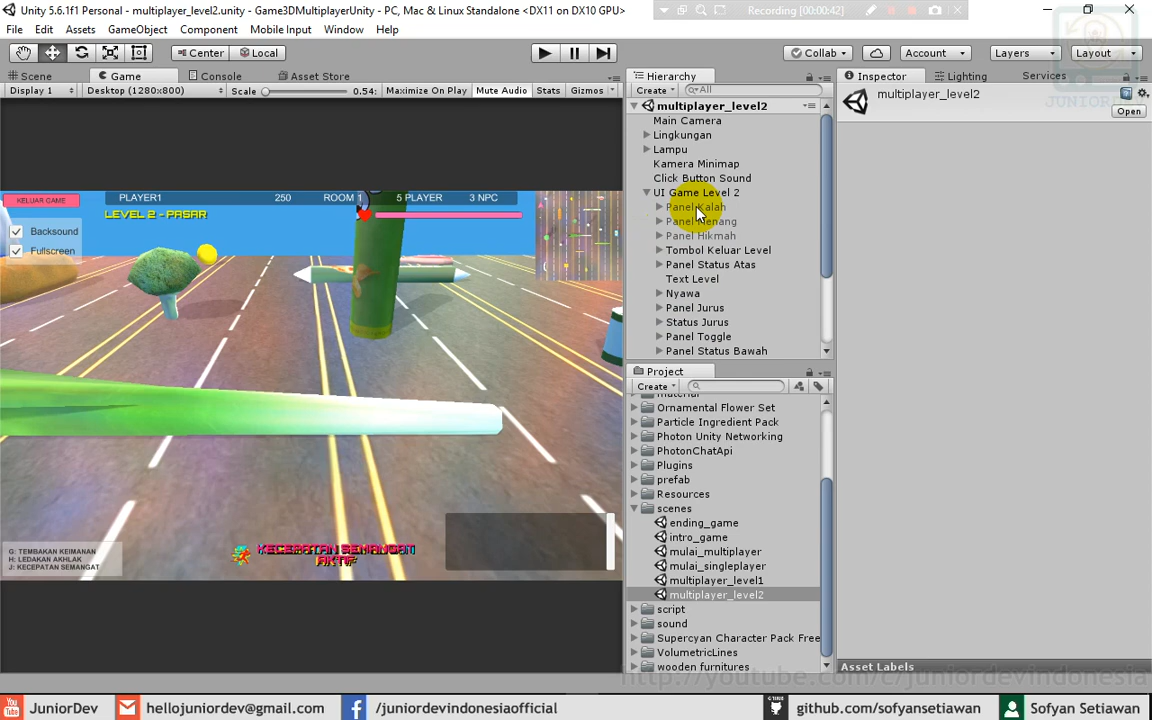 Unity 5.6.1f1 Personal - multiplayer_level2.unity - Game3DMultiplayerUnity - PC, Mac & Linux Standalone <DX11 on DX10 GPU>
Recording [00:00:42]
File Edit Assets GameObject Component Mobile Input Window Help
Center Local
Collab Account Layers Layout
Scene Game Console Asset Store
Hierarchy
Inspector Lighting Services
Display 1 Desktop (1280x800) Scale 0.54: Maximize On Play Mute Audio Stats Gizmos
Create All
multiplayer_level2
Open
JUNIORDEV
multiplayer_level2
Main Camera
Lingkungan
Lampu
Kamera Minimap
Click Button Sound
UI Game Level 2
Panel Kalah
Panel Menang
Panel Hikmah
Tombol Keluar Level
Panel Status Atas
Text Level
Nyawa
Panel Jurus
Status Jurus
Panel Toggle
Panel Status Bawah
KELUAR GAME
PLAYER1 250 ROOM 1 5 PLAYER 3 NPC
LEVEL 2 - PASAR
Backsound
Fullscreen
G: TEMBAKAN KEIMANAN
H: LEDAKAN AKHLAK
J: KECEPATAN SEMANGAT
KECEPATAN SEMANGAT
AKTIF
Project
Create
material
Ornamental Flower Set
Particle Ingredient Pack
Photon Unity Networking
PhotonChatApi
Plugins
prefab
Resources
scenes
ending_game
intro_game
mulai_multiplayer
mulai_singleplayer
multiplayer_level1
multiplayer_level2
script
sound
Supercyan Character Pack Free
VolumetricLines
wooden furnitures
Asset Labels
http://youtube.com/c/juniordevindonesia
JuniorDev hellojuniordev@gmail.com /juniordevindonesiaofficial github.com/sofyansetiawan Sofyan Setiawan